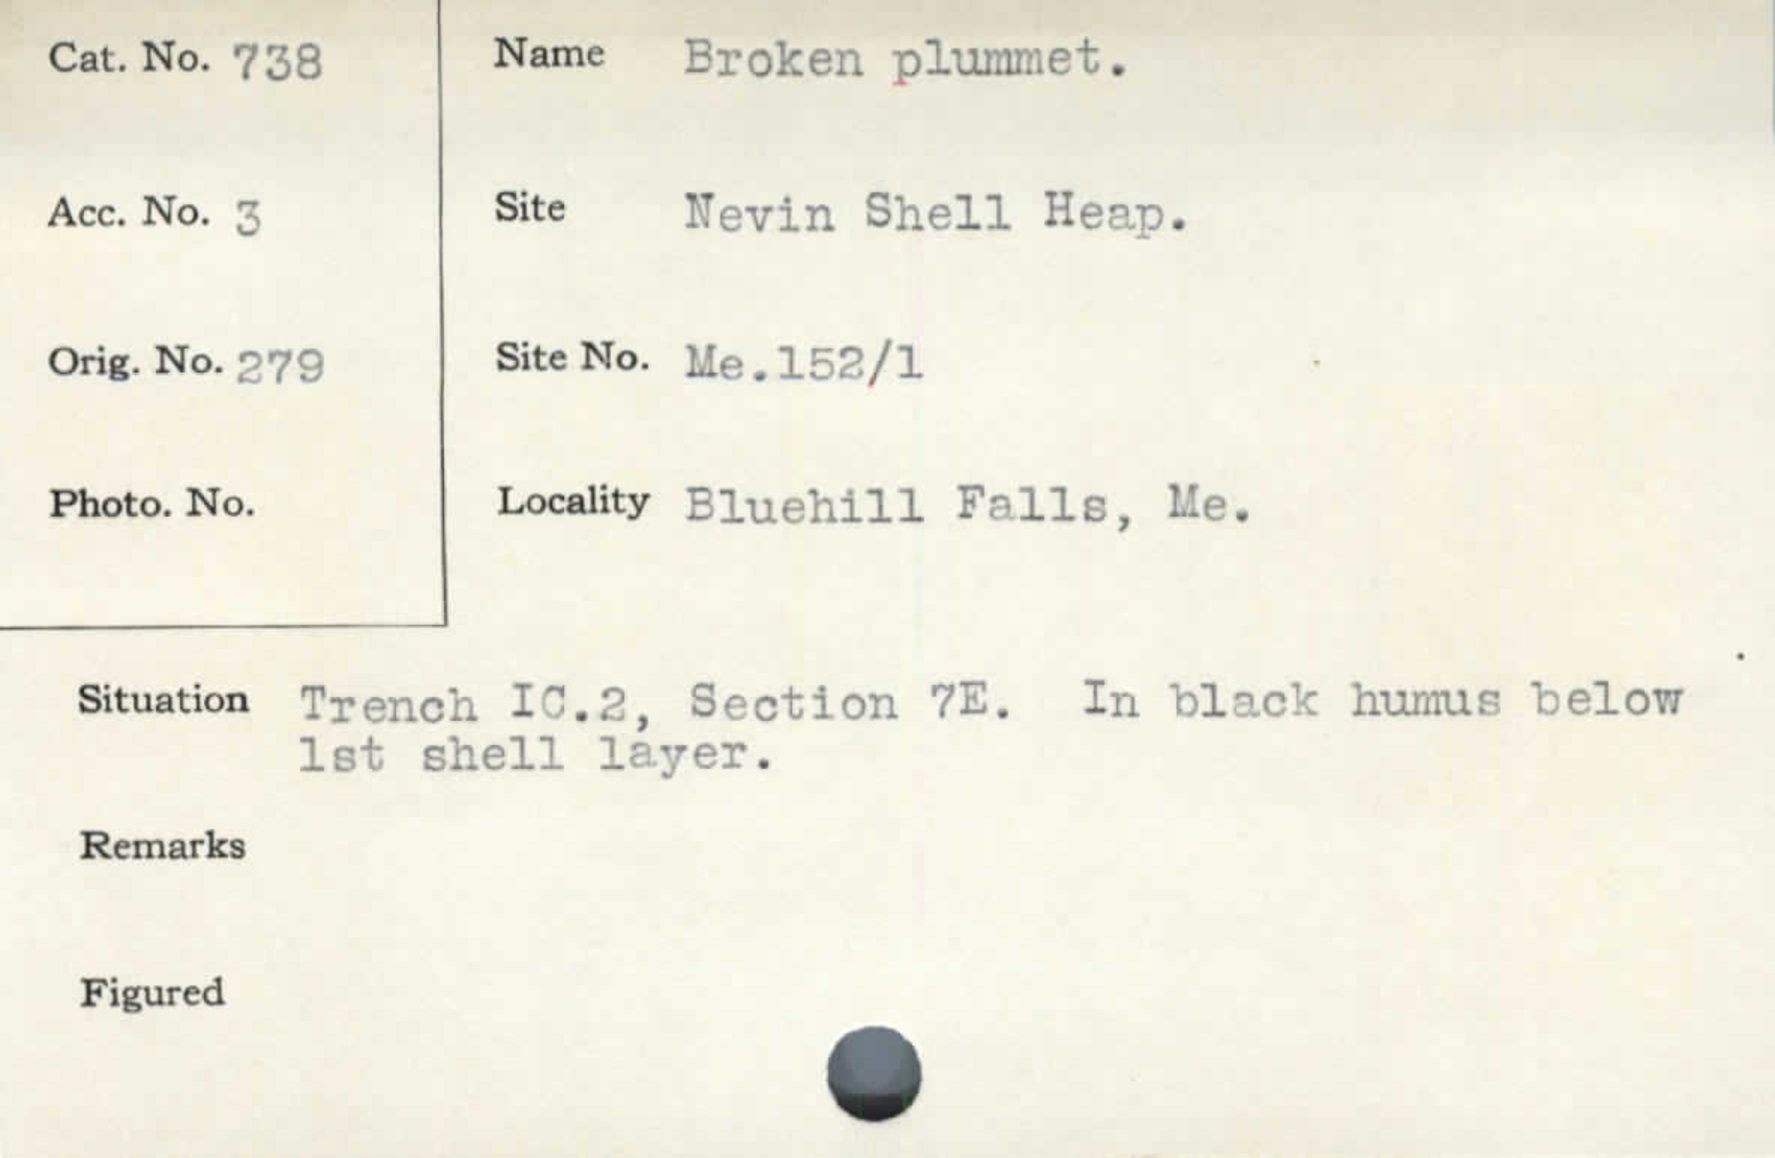 Cat. No. 738
Name Broken plummet.
Acc. No. 3
Site Nevin Shell Heap.
Orig. No. 279
Site No. Me.152/1
Photo. No.
Locality Bluehill Falls, Me.
Situation Trench IC.2, Section 7E. In black humus below
1st shell layer.
Remarks
Figured